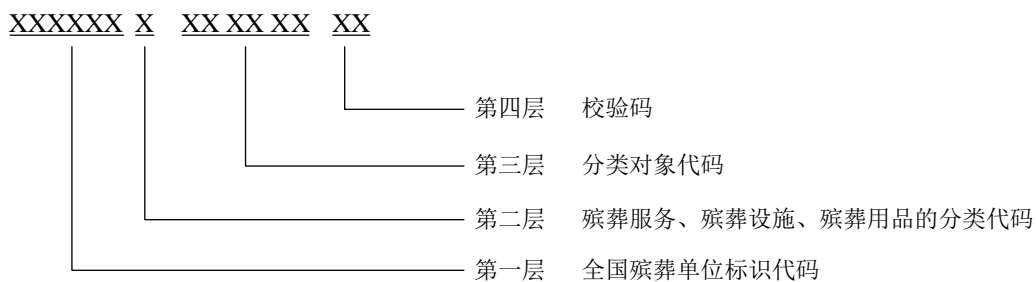 XXXXXX X XX XX XX XX
第四层 校验码
第三层 分类对象代码
第二层 殡葬服务、殡葬设施、殡葬用品的分类代码
第一层 全国殡葬单位标识代码